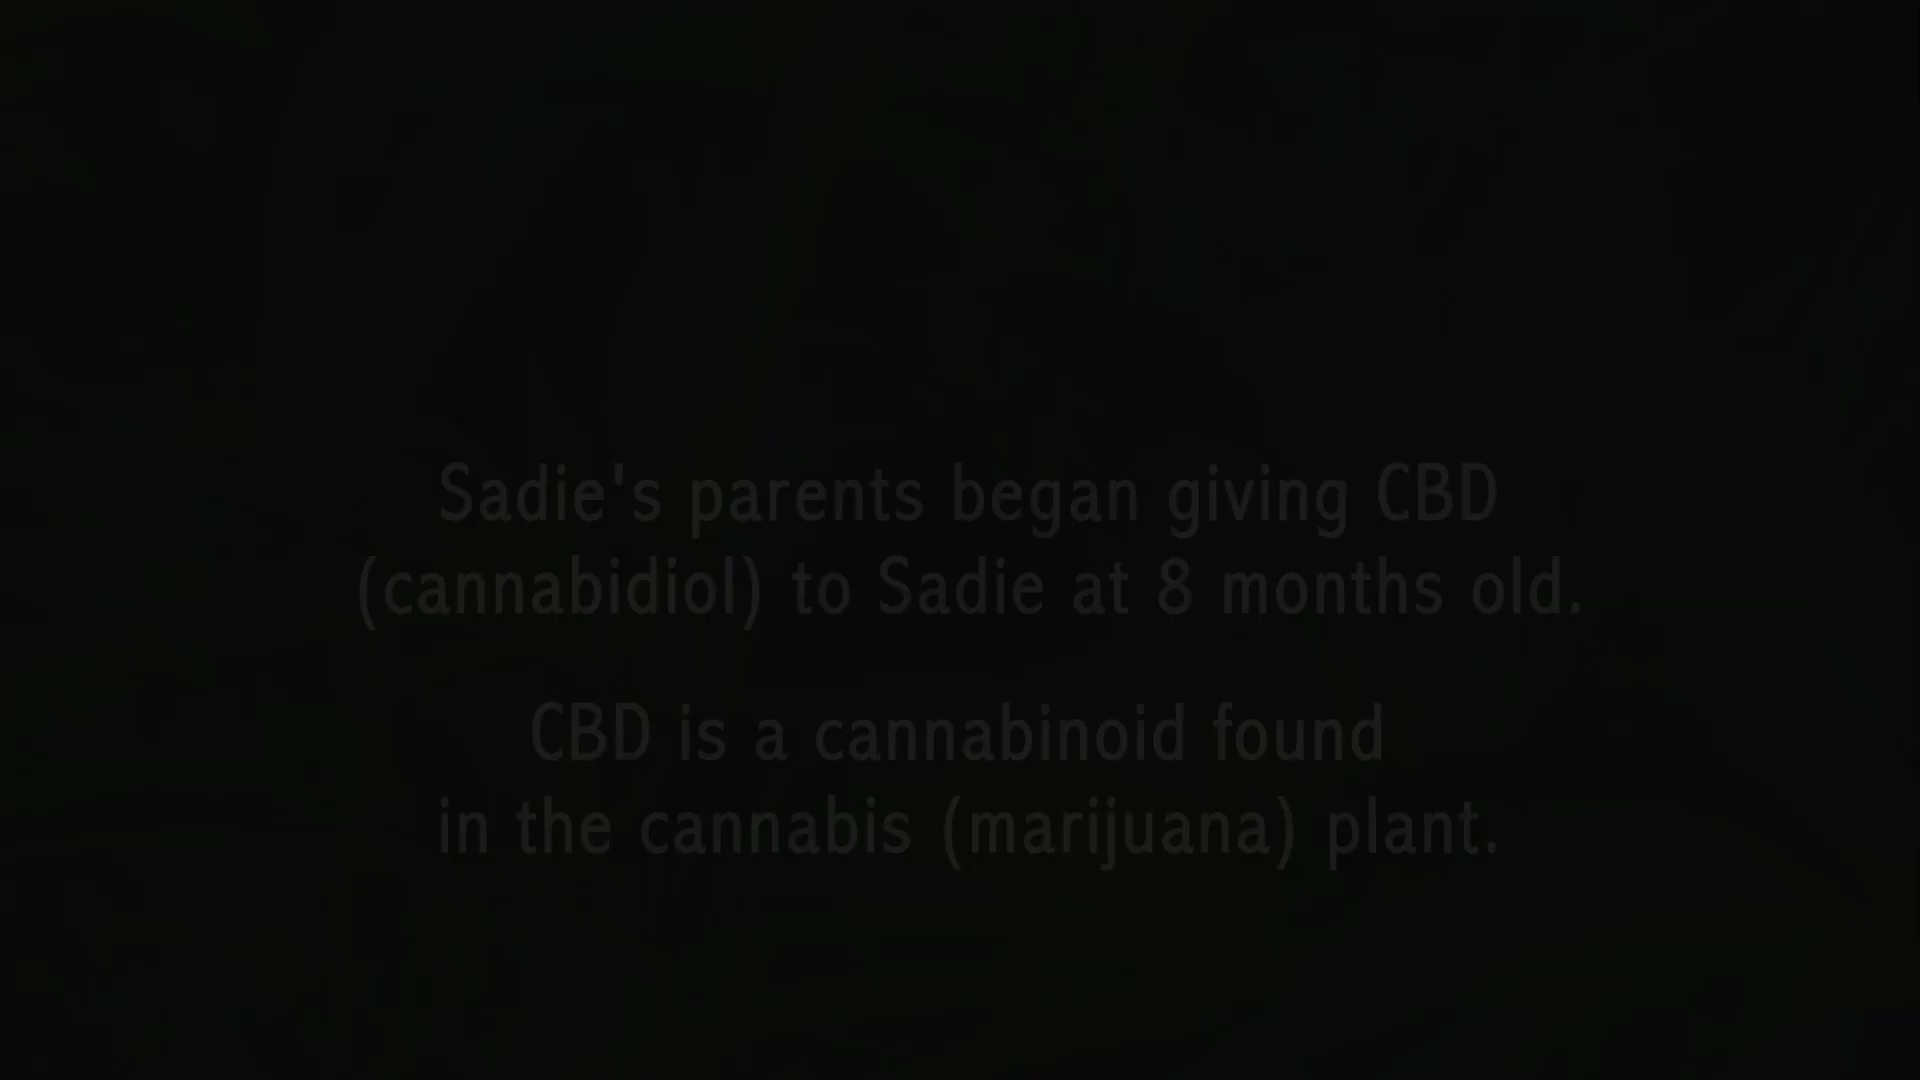 Sadie's parents began giving CBD
(cannabidiol) to Sadie at 8 months old.
CBD is a cannabinoid found
in the cannabis (marijuana) plant.